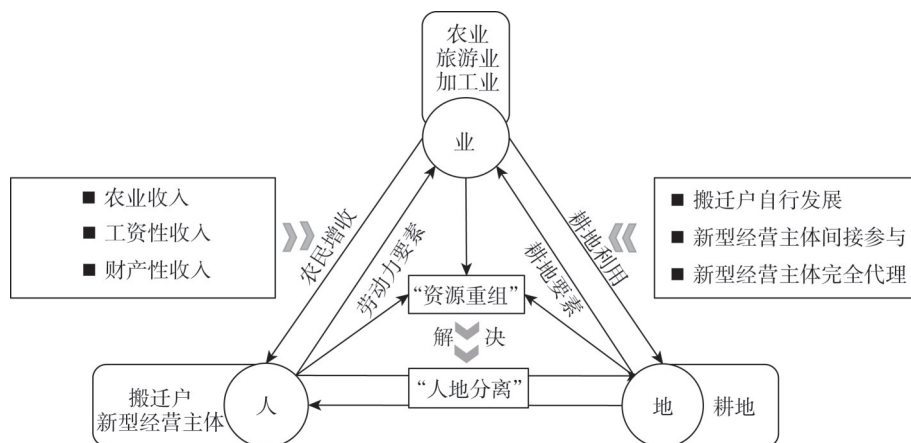 农业
旅游业
加工业
业
■ 农业收入
■ 工资性收入
■ 财产性收入
■ 搬迁户自行发展
■ 新型经营主体间接参与
■ 新型经营主体完全代理
农民增收
劳动力要素
耕地要素
耕地利用
“资源重组”
解 决
“人地分离”
搬迁户
新型经营主体
人
地
耕地